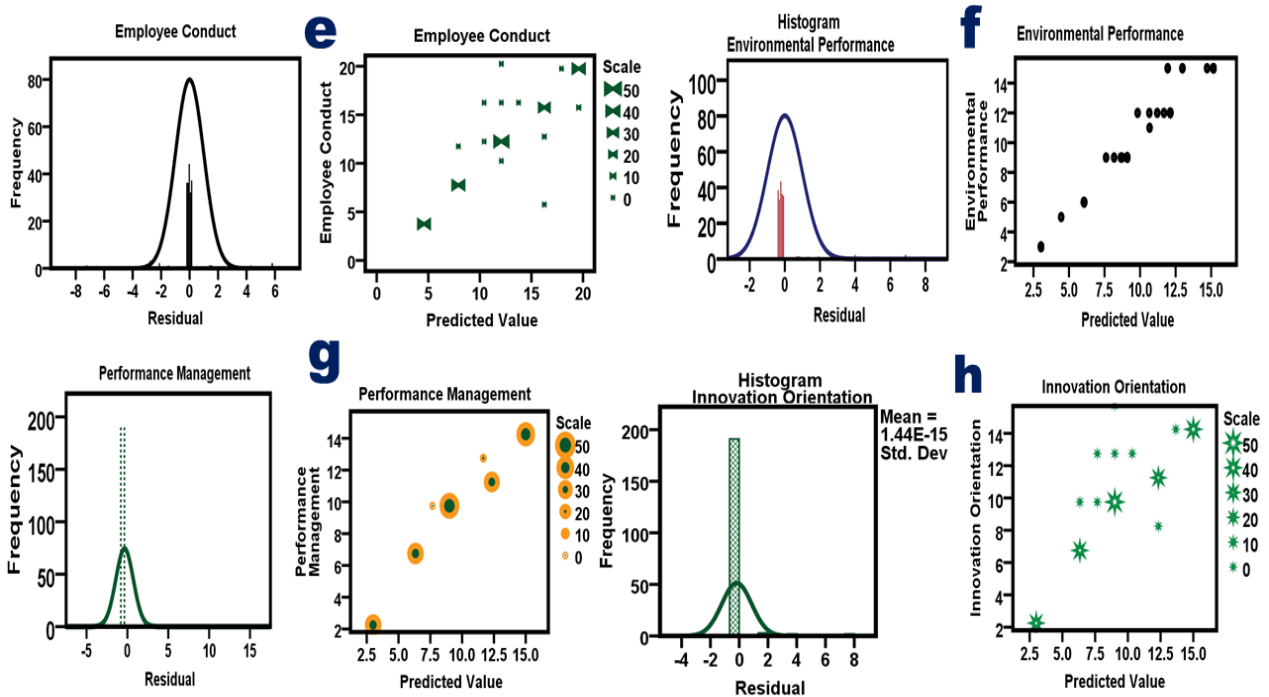 Employee Conduct
Frequency
80
60
40
20
0
-8 -6 -4 -2 0 2 4 6
Residual
e
Employee Conduct
Employee Conduct
20
15
10
5
0
0 5 10 15 20
Predicted Value
Scale
50
40
30
20
10
0
Histogram
Environmental Performance
Frequency
100
80
60
40
20
0
-2 0 2 4 6 8
Residual
f
Environmental Performance
Environmental
Performance
14
12
10
8
6
4
2
2.5 5.0 7.5 10.0 12.5 15.0
Predicted Value
Performance Management
Frequency
200
150
100
50
0
-5 0 5 10 15
Residual
g
Performance Management
Performance
Management
14
12
10
8
6
4
2
2.5 5.0 7.5 10.0 12.5 15.0
Predicted Value
Scale
50
40
30
20
10
0
Histogram
Innovation Orientation
Mean =
1.44E-15
Std. Dev
Frequency
200
150
100
50
0
-4 -2 0 2 4 6 8
Residual
h
Innovation Orientation
Innovation Orientation
14
12
10
8
6
4
2
2.5 5.0 7.5 10.0 12.5 15.0
Predicted Value
Scale
50
40
30
20
10
0